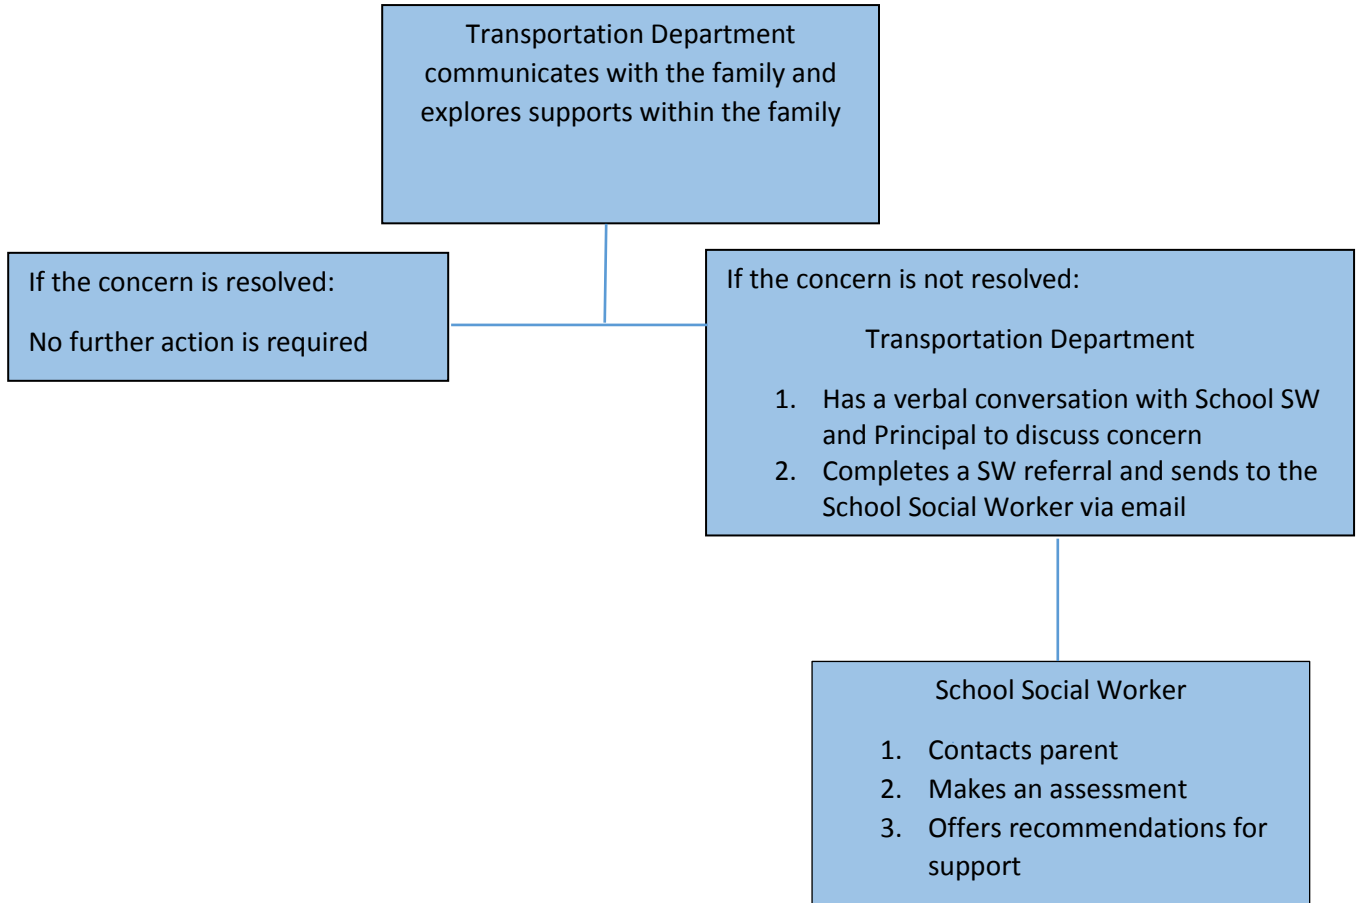 Transportation Department
communicates with the family and
explores supports within the family
If the concern is resolved:
No further action is required
If the concern is not resolved:
Transportation Department
1. Has a verbal conversation with School SW
and Principal to discuss concern
2. Completes a SW referral and sends to the
School Social Worker via email
School Social Worker
1. Contacts parent
2. Makes an assessment
3. Offers recommendations for
support